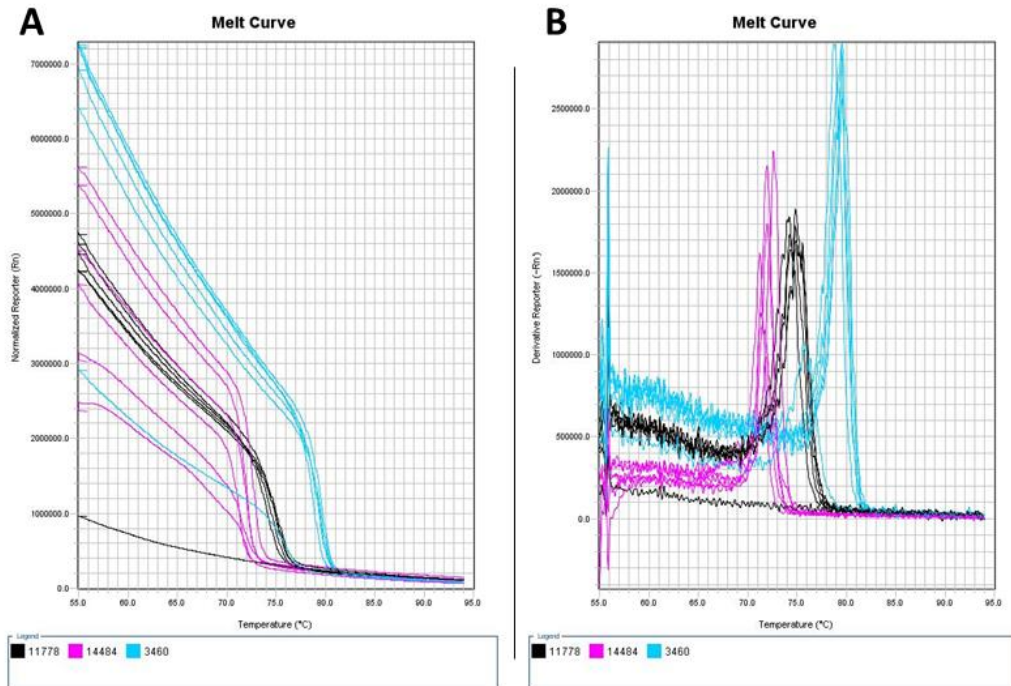 A
Melt Curve
Normalized Reporter (Rn)
7000000.0
6000000.0
5000000.0
4000000.0
3000000.0
2000000.0
1000000.0
0.0
55.0 60.0 65.0 70.0 75.0 80.0 85.0 90.0 95.0
Temperature (°C)
Legend
11778 14484 3460
B
Melt Curve
Derivative Reporter (-Rn')
2500000.0
2000000.0
1500000.0
1000000.0
500000.0
0.0
55.0 60.0 65.0 70.0 75.0 80.0 85.0 90.0 95.0
Temperature (°C)
Legend
11778 14484 3460